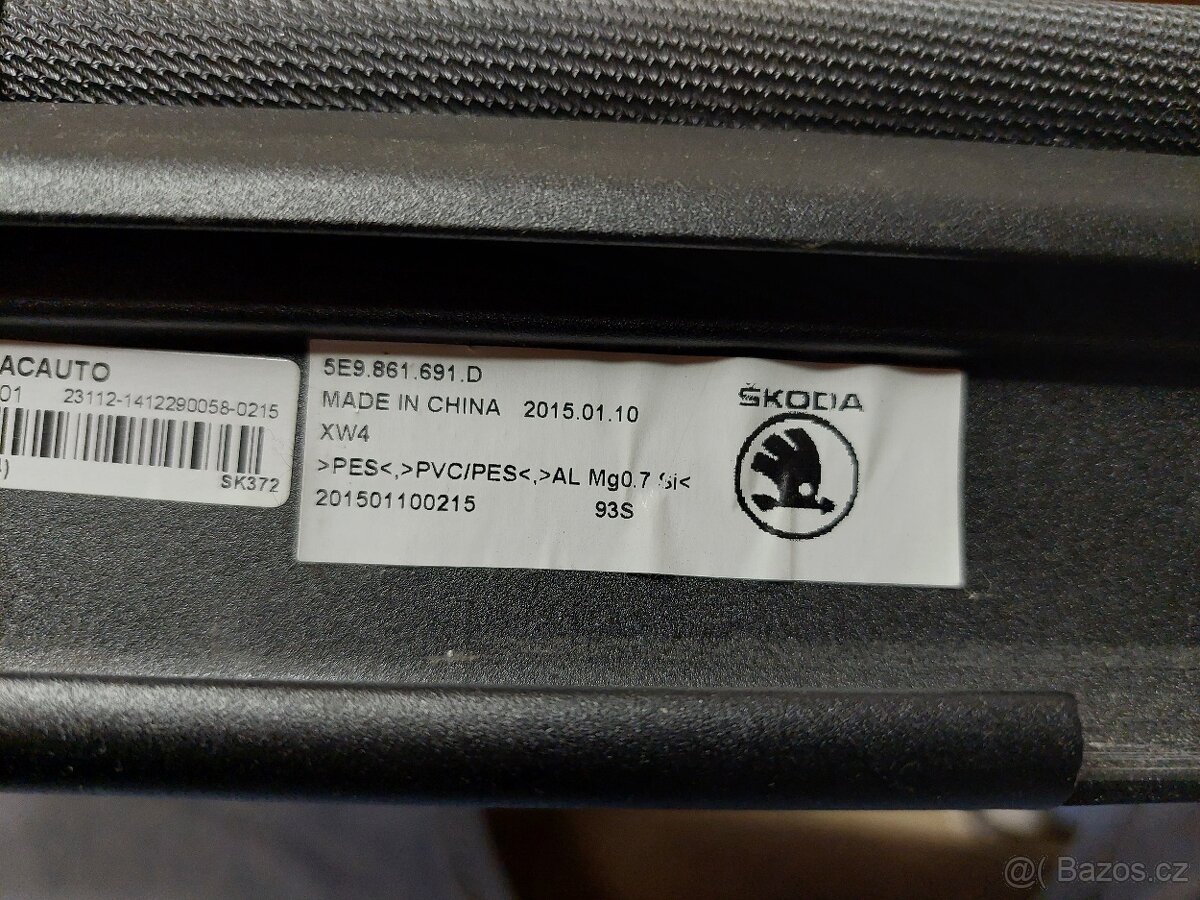 ACAUTO
01 23112-1412290058-0215
SK372
5E9.861.691.D
MADE IN CHINA 2015.01.10
XW4
>PES<,>PVC/PES<,>AL Mg0.7 Si<
201501100215 93S
ŠKODA
@( Bazos.cz